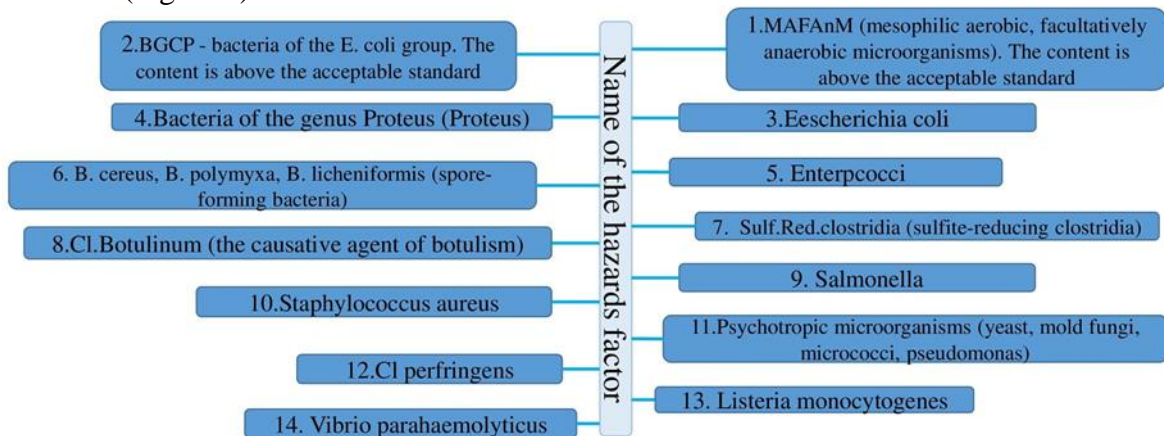 1.MAFAnM (mesophilic aerobic, facultatively
anaerobic microorganisms). The content is
above the acceptable standard
2.BGCP - bacteria of the E. coli group. The
content is above the acceptable standard
3.Eescherichia coli
4.Bacteria of the genus Proteus (Proteus)
5. Enterpcocci
6. B. cereus, B. polymyxa, B. licheniformis (spore-
forming bacteria)
7. Sulf.Red.clostridia (sulfite-reducing clostridia)
8.Cl.Botulinum (the causative agent of botulism)
9. Salmonella
10.Staphylococcus aureus
11.Psychotropic microorganisms (yeast, mold fungi,
micrococci, pseudomonas)
12.Cl perfringens
13. Listeria monocytogenes
14. Vibrio parahaemolyticus
Name of the hazards factor